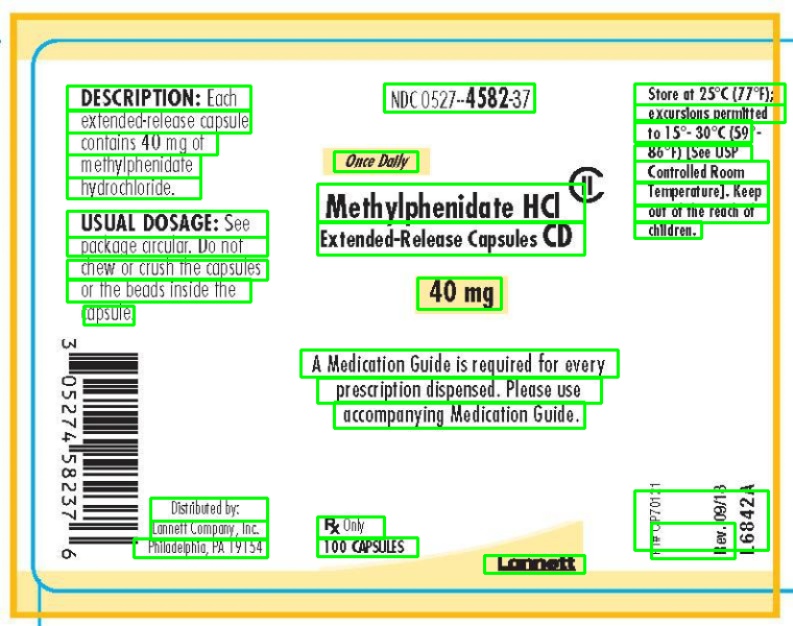 DESCRIPTION: Each
extended-release capsule
contains 40 mg of
methylphenidate
hydrochloride.
USUAL DOSAGE: See
package circular. Do not
chew or crush the capsules
or the beads inside the
capsule.
3 05274 58237 6
Distributed by:
Lannett Company, Inc.
Philadelphia, PA 19154
NDC 0527--4582-37
Once Daily
Methylphenidate HCl CII
Extended-Release Capsules CD
40 mg
A Medication Guide is required for every
prescription dispensed. Please use
accompanying Medication Guide.
Rx Only
100 CAPSULES
Lannett
Store at 25°C (77°F);
excursions permitted
to 15°- 30°C (59°-
86°F) [See USP
Controlled Room
Temperature]. Keep
out of the reach of
children.
Rev. 09/18
L6842A